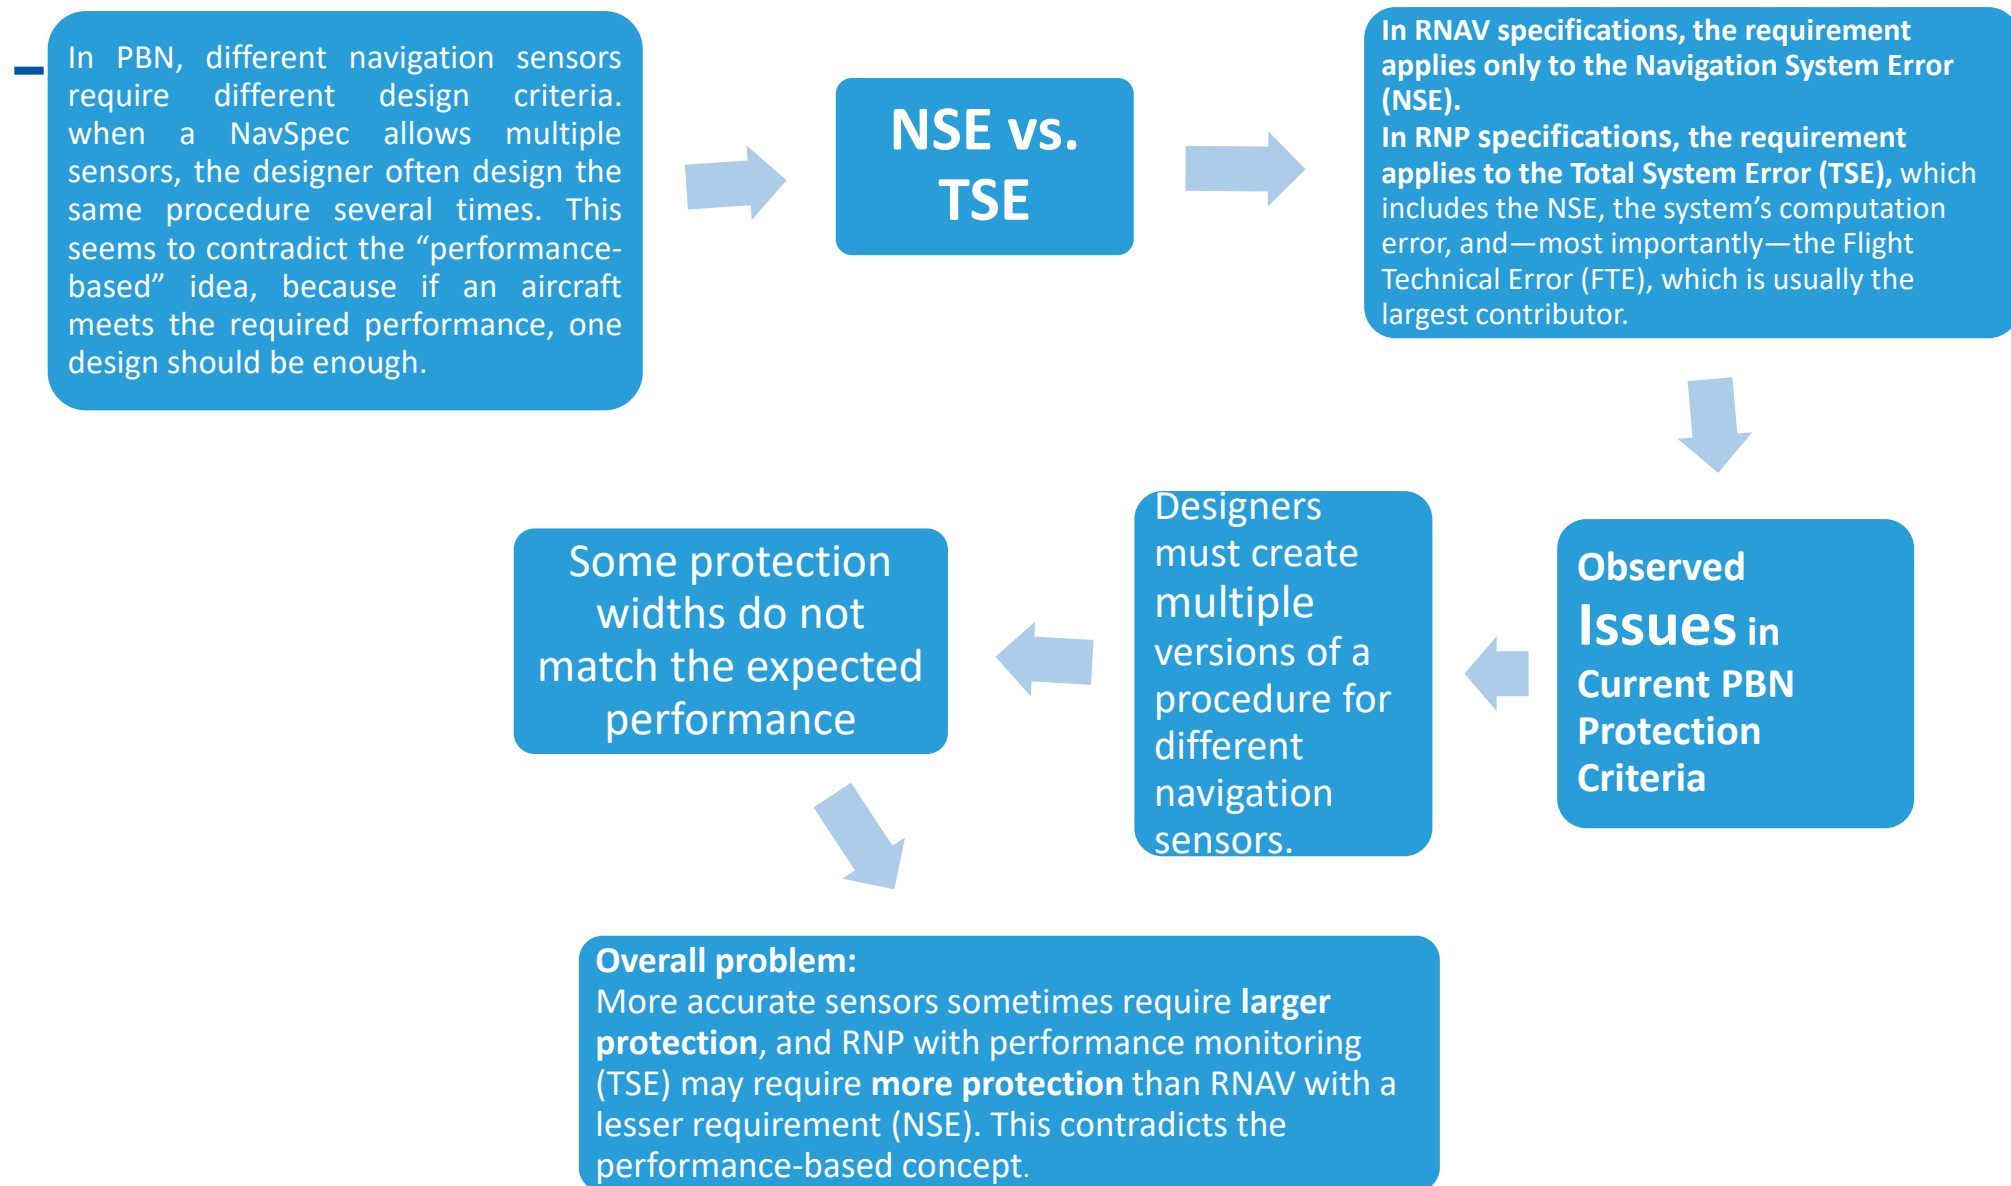 In PBN, different navigation sensors
require different design criteria.
when a NavSpec allows multiple
sensors, the designer often design the
same procedure several times. This
seems to contradict the “performance-
based” idea, because if an aircraft
meets the required performance, one
design should be enough.
NSE vs.
TSE
In RNAV specifications, the requirement
applies only to the Navigation System Error
(NSE).
In RNP specifications, the requirement
applies to the Total System Error (TSE), which
includes the NSE, the system’s computation
error, and—most importantly—the Flight
Technical Error (FTE), which is usually the
largest contributor.
Observed
Issues in
Current PBN
Protection
Criteria
Designers
must create
multiple
versions of a
procedure for
different
navigation
sensors.
Some protection
widths do not
match the expected
performance
Overall problem:
More accurate sensors sometimes require larger
protection, and RNP with performance monitoring
(TSE) may require more protection than RNAV with a
lesser requirement (NSE). This contradicts the
performance-based concept.